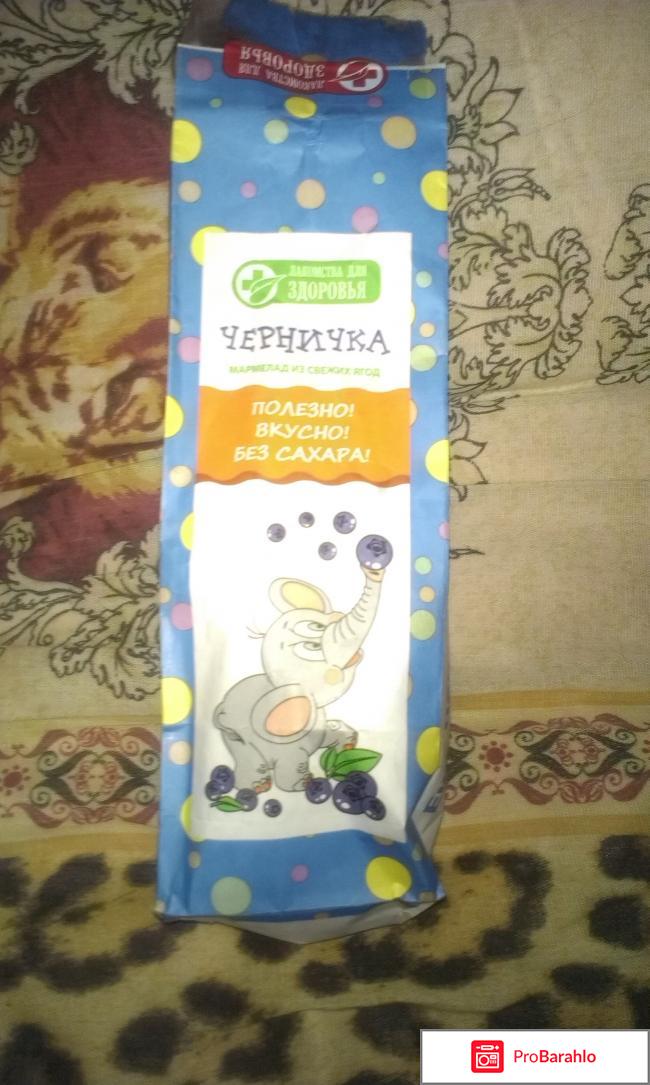 ЛАКОМСТВА ДЛЯ
ЗДОРОВЬЯ
ЛАКОМСТВА ДЛЯ
ЗДОРОВЬЯ
ЧЕРНИЧКА
МАРМЕЛАД ИЗ СВЕЖИХ ЯГОД
ПОЛЕЗНО!
ВКУСНО!
БЕЗ САХАРА!
ProBarahlo